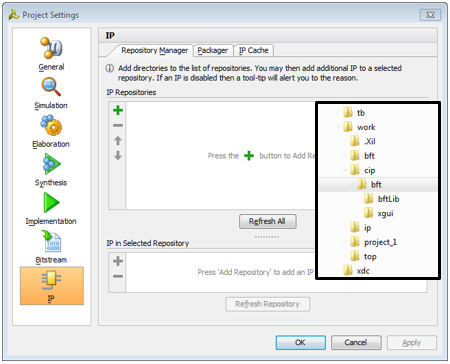 Project Settings
General
Simulation
Elaboration
Synthesis
Implementation
Bitstream
IP
IP
Repository Manager
Packager
IP Cache
Add directories to the list of repositories. You may then add additional IP to a selected
repository. If an IP is disabled then a tool-tip will alert you to the reason.
IP Repositories
Press the + button to Add Re
Refresh All
IP in Selected Repository
Press 'Add Repository' to add an IP
Refresh Repository
tb
work
.Xil
bft
cip
bft
bftLib
xgui
ip
project_1
top
xdc
OK
Cancel
Apply